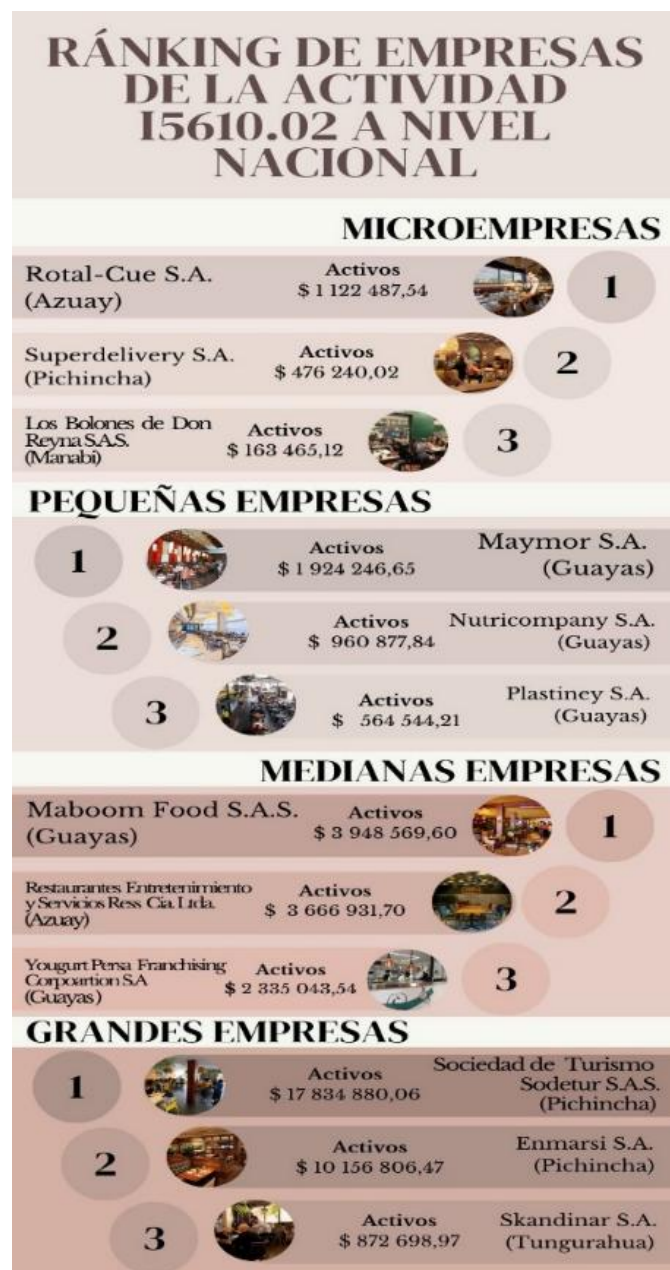 RÁNKING DE EMPRESAS
DE LA ACTIVIDAD
I5610.02 A NIVEL
NACIONAL
MICROEMPRESAS
Rotal-Cue S.A.
(Azuay)
Activos
$ 1 122 487,54
1
Superdelivery S.A.
(Pichincha)
Activos
$ 476 240,02
2
Los Bolones de Don
Reyna S.A.S.
(Manabi)
Activos
$ 163 465,12
3
PEQUEÑAS EMPRESAS
1
Activos
$ 1 924 246,65
Maymor S.A.
(Guayas)
2
Activos
$ 960 877,84
Nutricompany S.A.
(Guayas)
3
Activos
$ 564 544,21
Plastiney S.A.
(Guayas)
MEDIANAS EMPRESAS
Maboom Food S.A.S.
(Guayas)
Activos
$ 3 948 569,60
1
Restaurantes Entretenimiento
y Servicios Ress Cia. Ltda.
(Azuay)
Activos
$ 3 666 931,70
2
Yougurt Persa Franchising
Corpoartion S.A
(Guayas)
Activos
$ 2 335 043,54
3
GRANDES EMPRESAS
1
Activos
$ 17 834 880,06
Sociedad de Turismo
Sodetur S.A.S.
(Pichincha)
2
Activos
$ 10 156 806,47
Enmarsi S.A.
(Pichincha)
3
Activos
$ 872 698,97
Skandinar S.A.
(Tungurahua)